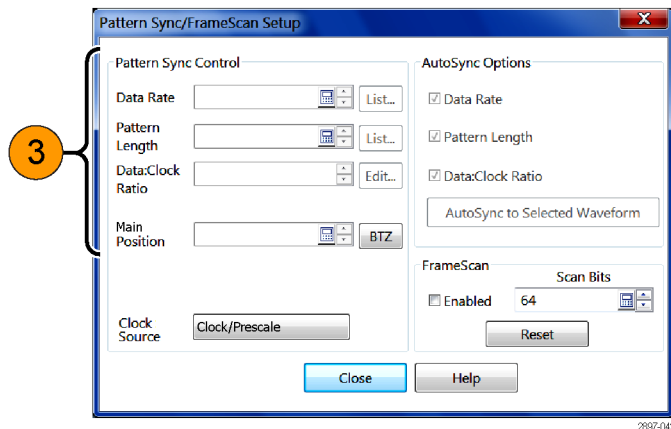 Pattern Sync/FrameScan Setup
X
Pattern Sync Control
Data Rate
List...
Pattern
Length
List...
Data:Clock
Ratio
Edit...
Main
Position
BTZ
Clock
Source
Clock/Prescale
AutoSync Options
Data Rate
Pattern Length
Data:Clock Ratio
AutoSync to Selected Waveform
FrameScan
Scan Bits
Enabled
64
Reset
Close
Help
3